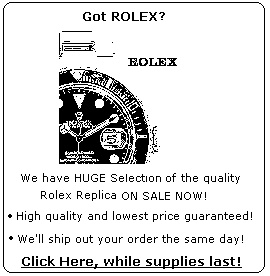 Got ROLEX?
ROLEX
We have HUGE Selection of the quality
Rolex Replica ON SALE NOW!
• High quality and lowest price guaranteed!
• We'll ship out your order the same day!
Click Here, while supplies last!